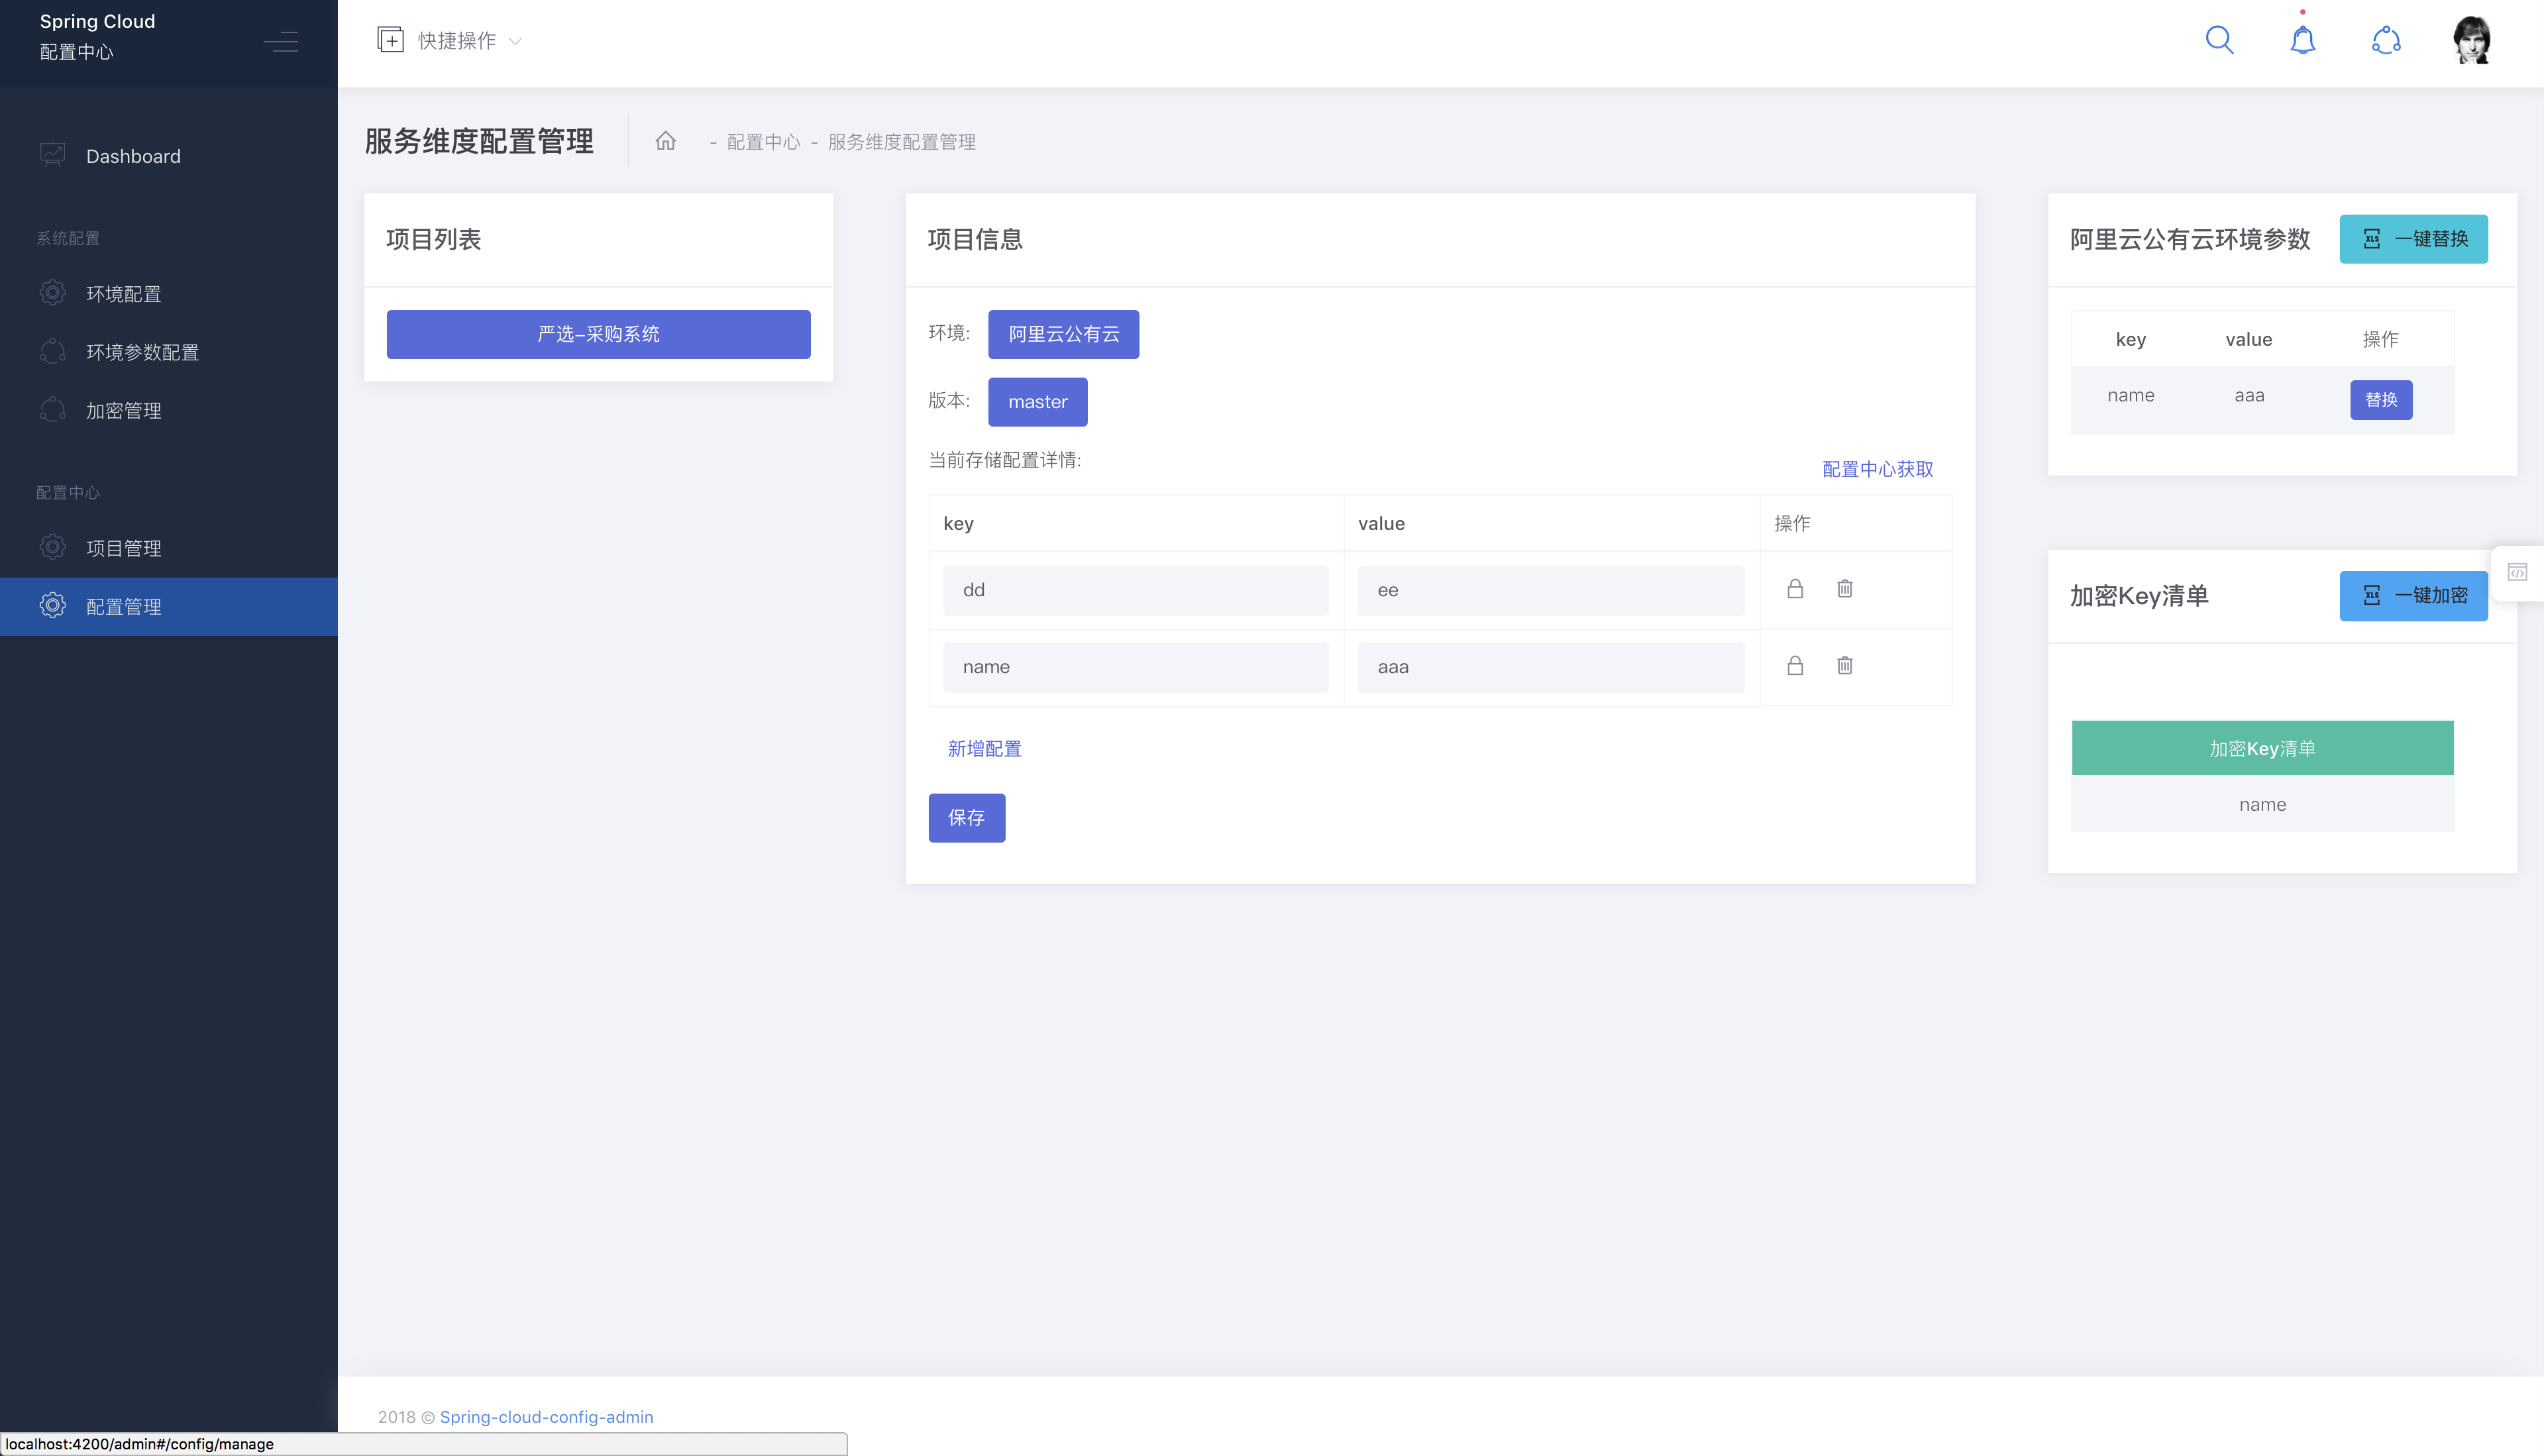 Spring Cloud
配置中心
快捷操作
Dashboard
系统配置
环境配置
环境参数配置
加密管理
配置中心
项目管理
配置管理
服务维度配置管理
- 配置中心 - 服务维度配置管理
项目列表
严选-采购系统
项目信息
环境: 阿里云公有云
版本: master
当前存储配置详情:
配置中心获取
key value 操作
dd ee
name aaa
新增配置
保存
阿里云公有云环境参数 XLS 一键替换
key value 操作
name aaa 替换
加密Key清单 XLS 一键加密
加密Key清单
name
2018 © Spring-cloud-config-admin
localhost:4200/admin#/config/manage